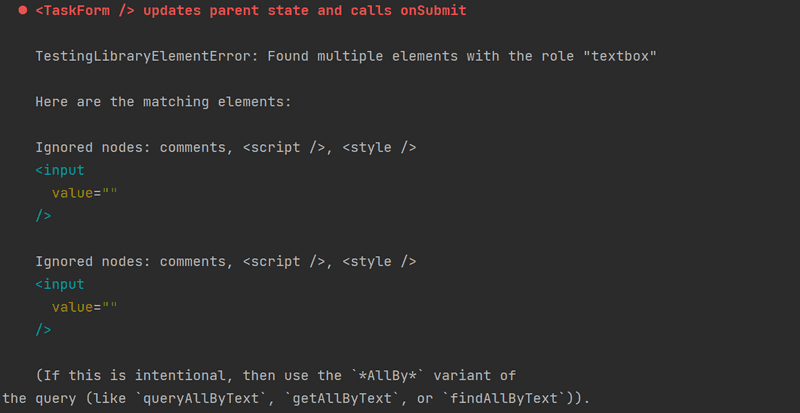 ● <TaskForm /> updates parent state and calls onSubmit
TestingLibraryElementError: Found multiple elements with the role "textbox"
Here are the matching elements:
Ignored nodes: comments, <script />, <style />
<input
value=""
/>
Ignored nodes: comments, <script />, <style />
<input
value=""
/>
(If this is intentional, then use the `*AllBy*` variant of
the query (like `queryAllByText`, `getAllByText`, or `findAllByText`)).